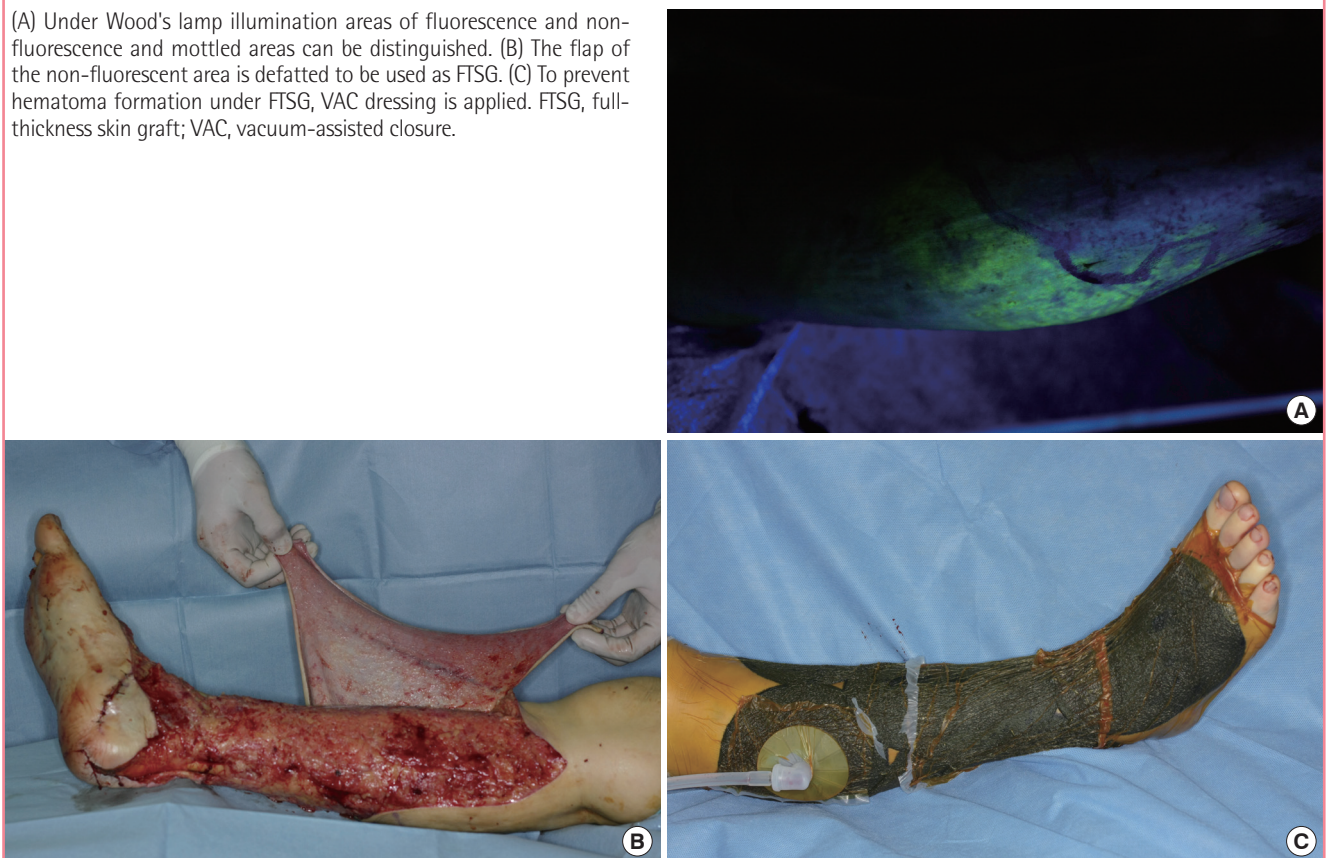 (A) Under Wood's lamp illumination areas of fluorescence and non-
fluorescence and mottled areas can be distinguished. (B) The flap of
the non-fluorescent area is defatted to be used as FTSG. (C) To prevent
hematoma formation under FTSG, VAC dressing is applied. FTSG, full-
thickness skin graft; VAC, vacuum-assisted closure.
A
B
C